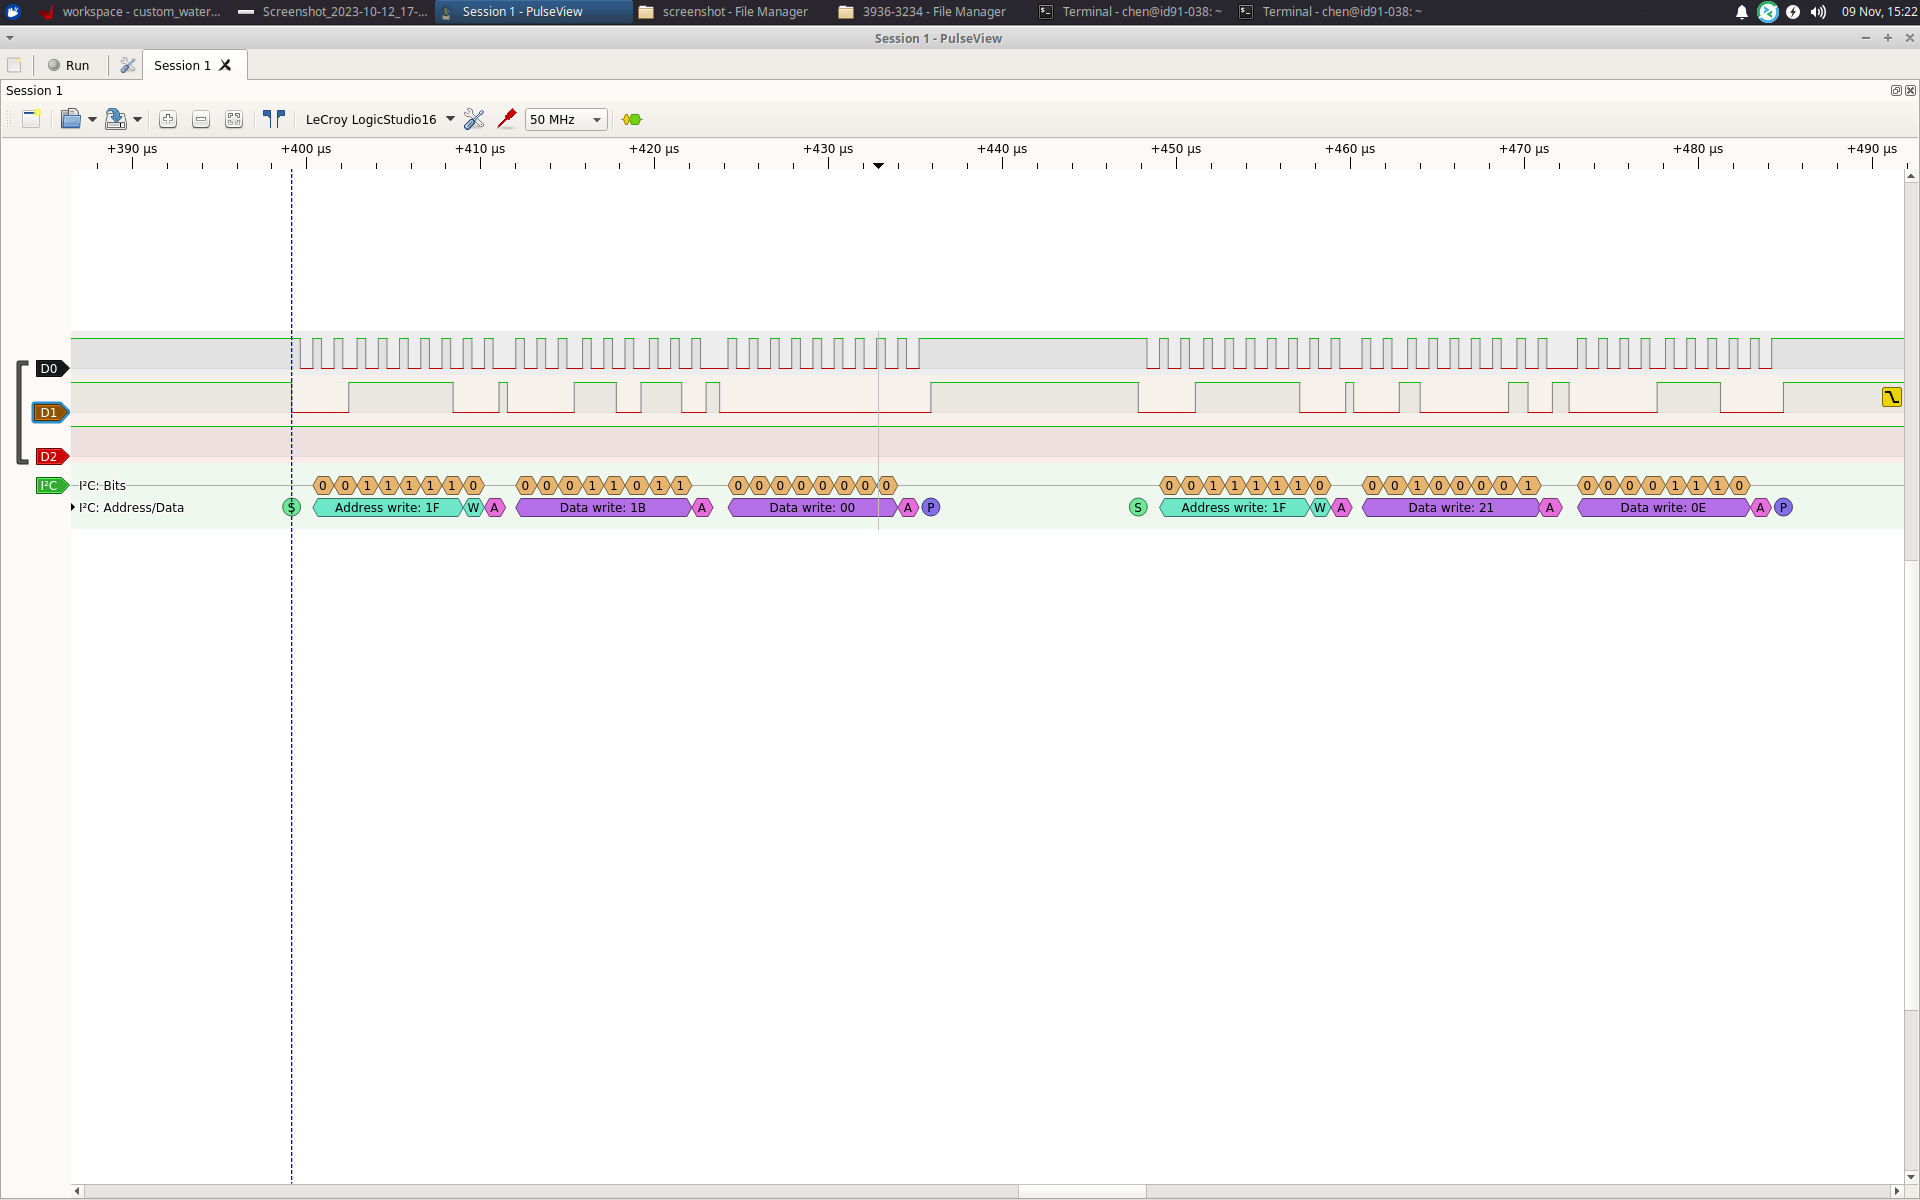 workspace - custom_water... Screenshot_2023-10-12_17-... Session 1 - PulseView screenshot - File Manager 3936-3234 - File Manager Terminal - chen@id91-038: ~ Terminal - chen@id91-038: ~ 09 Nov, 15:22
Session 1 - PulseView
Run Session 1
Session 1
LeCroy LogicStudio16 50 MHz
+390 µs +400 µs +410 µs +420 µs +430 µs +440 µs +450 µs +460 µs +470 µs +480 µs +490 µs
D0
D1
D2
I²C I²C: Bits 0 0 1 1 1 1 1 0 0 0 0 1 1 0 1 1 0 0 0 0 0 0 0 0 0 0 1 1 1 1 1 0 0 0 1 0 0 0 0 1 0 0 0 0 1 1 1 0
I²C: Address/Data S Address write: 1F W A Data write: 1B A Data write: 00 A P S Address write: 1F W A Data write: 21 A Data write: 0E A P